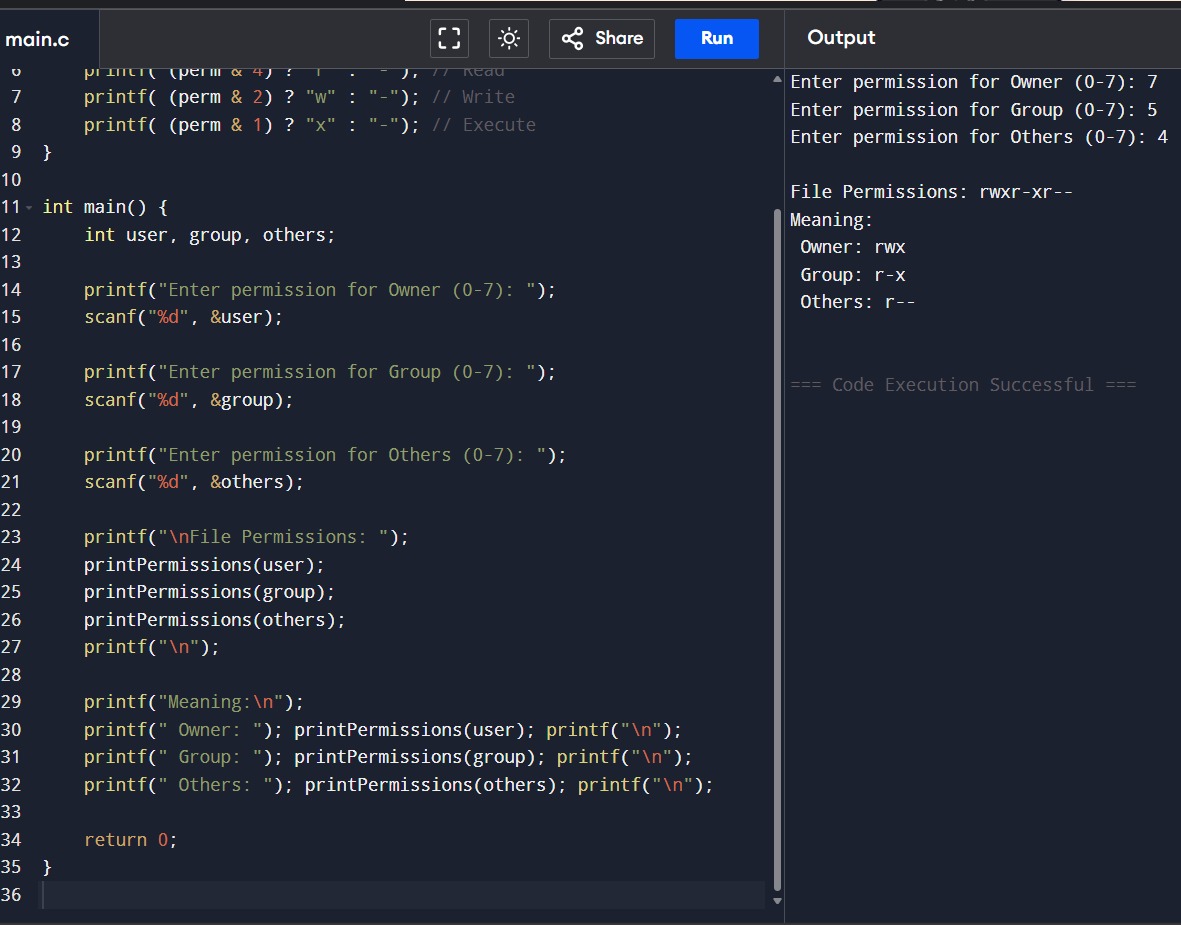 main.c
Share
Run
Output
6 printf( (perm & 4) ? "r" : "-"); // Read
7 printf( (perm & 2) ? "w" : "-"); // Write
8 printf( (perm & 1) ? "x" : "-"); // Execute
9 }
10
11 int main() {
12 int user, group, others;
13
14 printf("Enter permission for Owner (0-7): ");
15 scanf("%d", &user);
16
17 printf("Enter permission for Group (0-7): ");
18 scanf("%d", &group);
19
20 printf("Enter permission for Others (0-7): ");
21 scanf("%d", &others);
22
23 printf("\nFile Permissions: ");
24 printPermissions(user);
25 printPermissions(group);
26 printPermissions(others);
27 printf("\n");
28
29 printf("Meaning:\n");
30 printf(" Owner: "); printPermissions(user); printf("\n");
31 printf(" Group: "); printPermissions(group); printf("\n");
32 printf(" Others: "); printPermissions(others); printf("\n");
33
34 return 0;
35 }
36
Enter permission for Owner (0-7): 7
Enter permission for Group (0-7): 5
Enter permission for Others (0-7): 4
File Permissions: rwxr-xr--
Meaning:
Owner: rwx
Group: r-x
Others: r--
=== Code Execution Successful ===